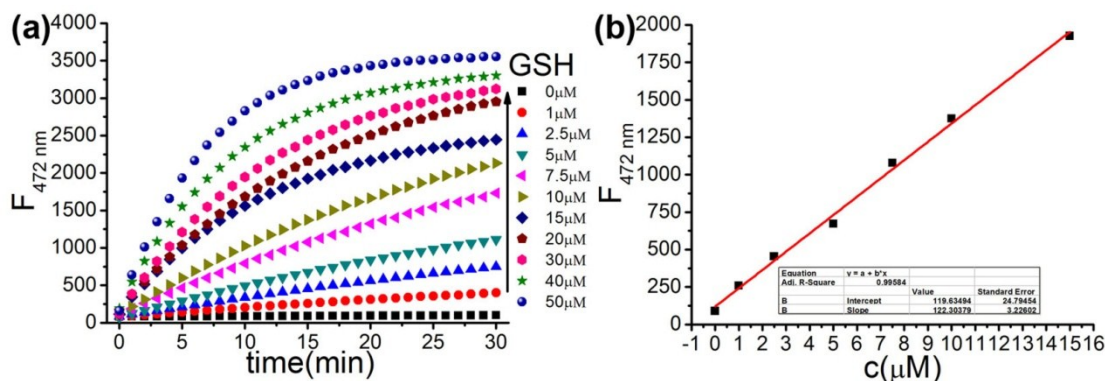 (a)
F 472 nm
4000
3500
3000
2500
2000
1500
1000
500
0
0 5 10 15 20 25 30
time(min)
GSH
0μM
1μM
2.5μM
5μM
7.5μM
10μM
15μM
20μM
30μM
40μM
50μM
(b)
F 472 nm
2000
1750
1500
1250
1000
750
500
250
0
-1 0 1 2 3 4 5 6 7 8 9 10 11 12 13 14 15 16
c(μM)
Equation y = a + b*x
Adj. R-Square 0.99584
Value Standard Error
B Intercept 119.63494 24.79454
B Slope 122.30379 3.22602